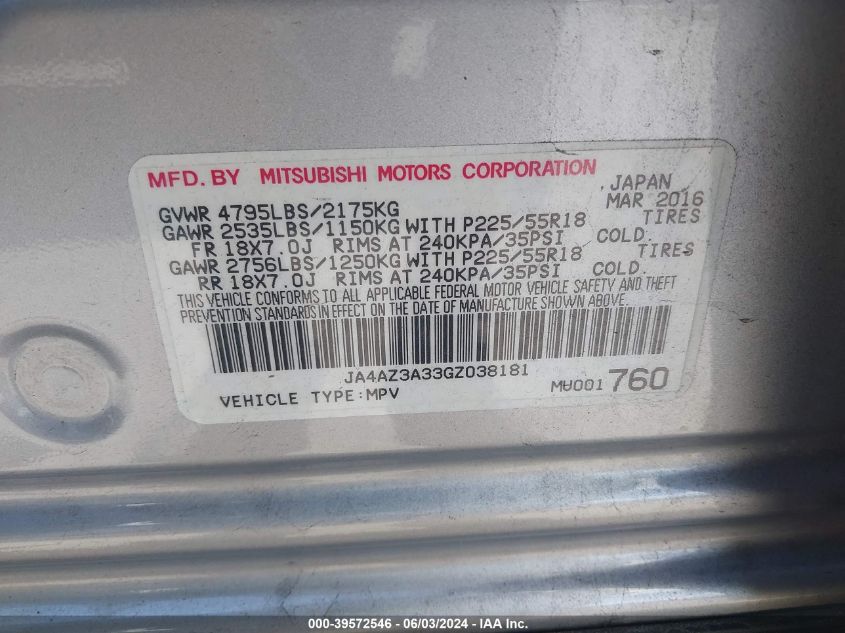 MFD. BY MITSUBISHI MOTORS CORPORATION
JAPAN
GVWR 4795LBS/2175KG MAR 2016
GAWR 2535LBS/1150KG WITH P225/55R18 TIRES
FR 18X7.0J RIMS AT 240KPA/35PSI COLD.
GAWR 2756LBS/1250KG WITH P225/55R18 TIRES
RR 18X7.0J RIMS AT 240KPA/35PSI COLD.
THIS VEHICLE CONFORMS TO ALL APPLICABLE FEDERAL MOTOR VEHICLE SAFETY AND THEFT
PREVENTION STANDARDS IN EFFECT ON THE DATE OF MANUFACTURE SHOWN ABOVE.
JA4AZ3A33GZ038181
VEHICLE TYPE:MPV MU001 760
000-39572546 - 06/03/2024 - IAA Inc.